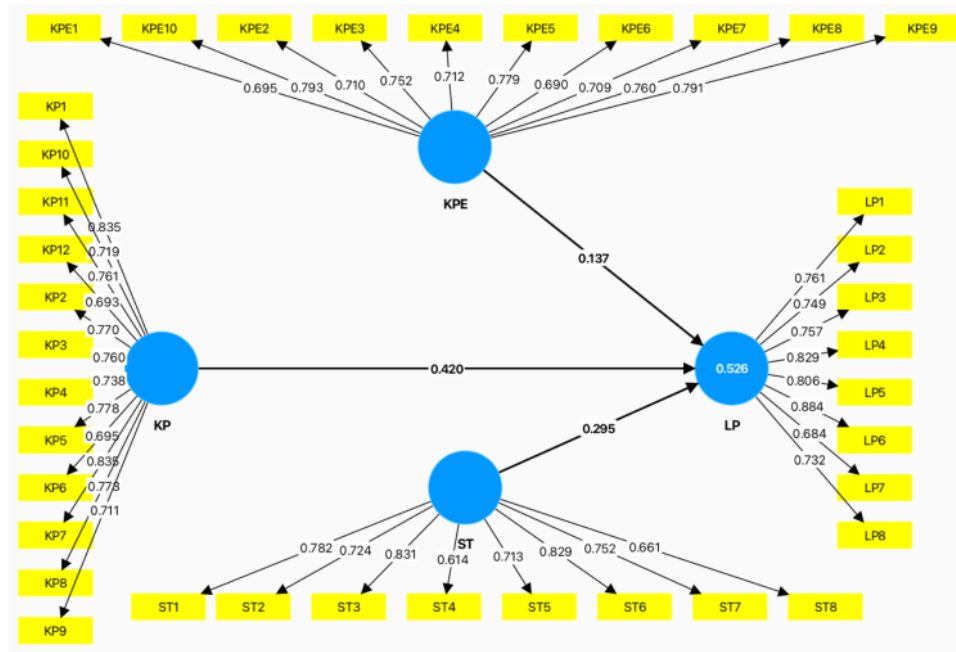 KPE1 KPE10 KPE2 KPE3 KPE4 KPE5 KPE6 KPE7 KPE8 KPE9
0.695 0.793 0.710 0.752 0.712 0.779 0.690 0.709 0.760 0.791
KPE
KP1
KP10
KP11
KP12
KP2
KP3
KP4
KP5
KP6
KP7
KP8
KP9
0.835
0.719
0.761
0.693
0.770
0.760
0.738
0.778
0.695
0.835
0.773
0.711
KP
0.137
0.420
0.295
0.526
LP
LP1
LP2
LP3
LP4
LP5
LP6
LP7
LP8
0.761
0.749
0.757
0.829
0.806
0.884
0.684
0.732
ST
0.782 0.724 0.831 0.614 0.713 0.829 0.752 0.661
ST1 ST2 ST3 ST4 ST5 ST6 ST7 ST8